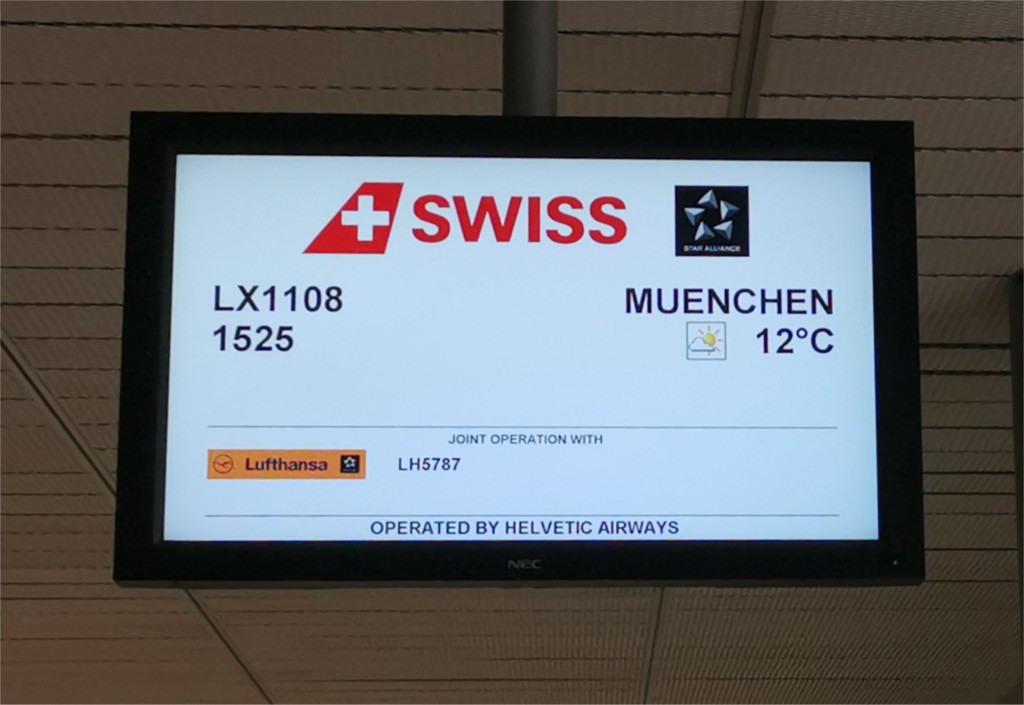 SWISS
STAR ALLIANCE
LX1108
MUENCHEN
1525
12°C
JOINT OPERATION WITH
Lufthansa
LH5787
OPERATED BY HELVETIC AIRWAYS
NEC